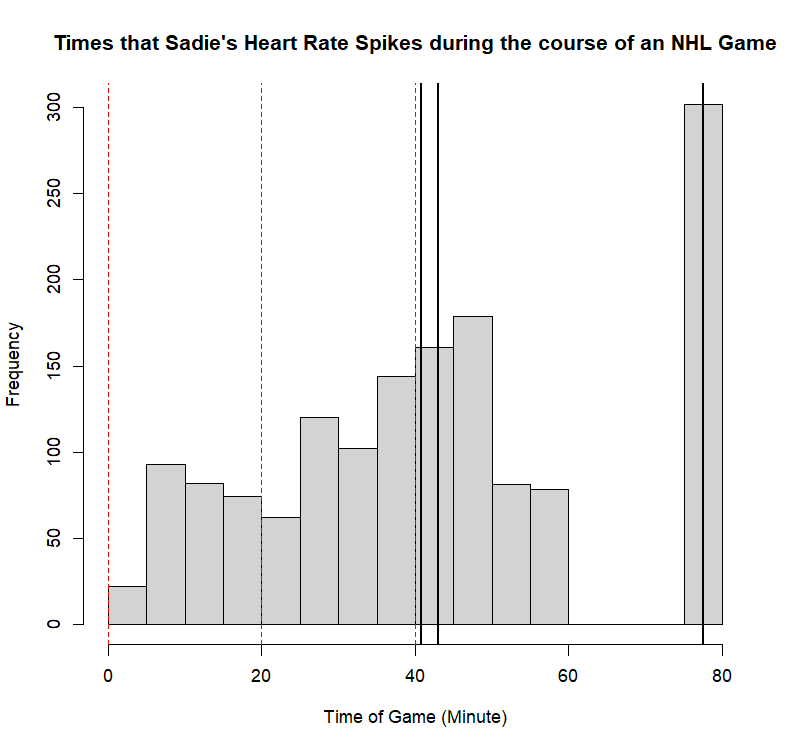 Times that Sadie's Heart Rate Spikes during the course of an NHL Game
Frequency
300
250
200
150
100
50
0
0 20 40 60 80
Time of Game (Minute)